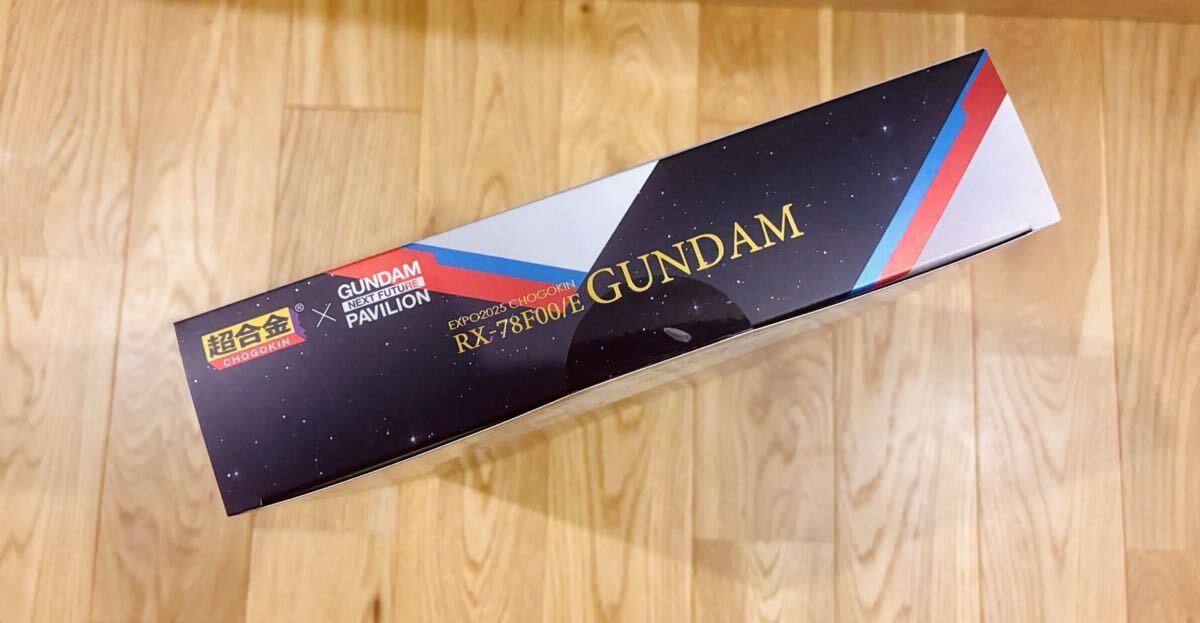 超合金®
CHOGOKIN
×
GUNDAM
NEXT FUTURE
PAVILION
EXPO2025 CHOGOKIN
RX-78F00/E GUNDAM